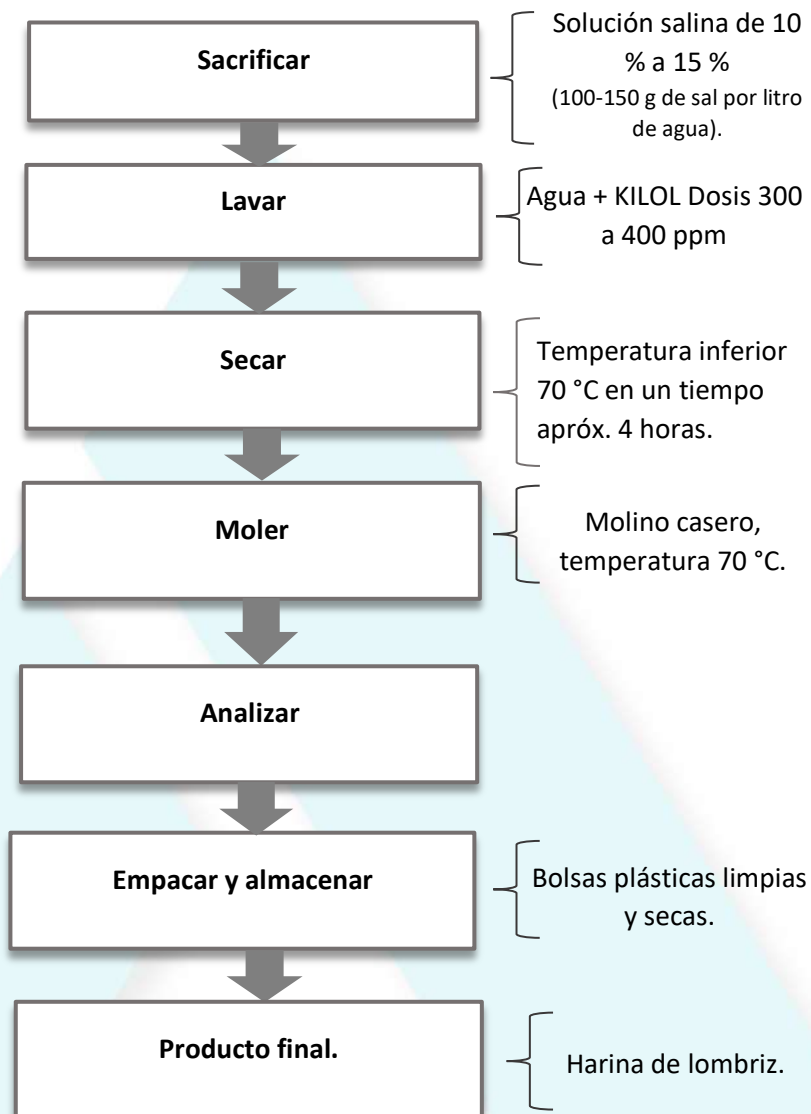 Sacrificar
Solución salina de 10
% a 15 %
(100-150 g de sal por litro
de agua).
Lavar
Agua + KILOL Dosis 300
a 400 ppm
Secar
Temperatura inferior
70 °C en un tiempo
apróx. 4 horas.
Moler
Molino casero,
temperatura 70 °C.
Analizar
Empacar y almacenar
Bolsas plásticas limpias
y secas.
Producto final.
Harina de lombriz.